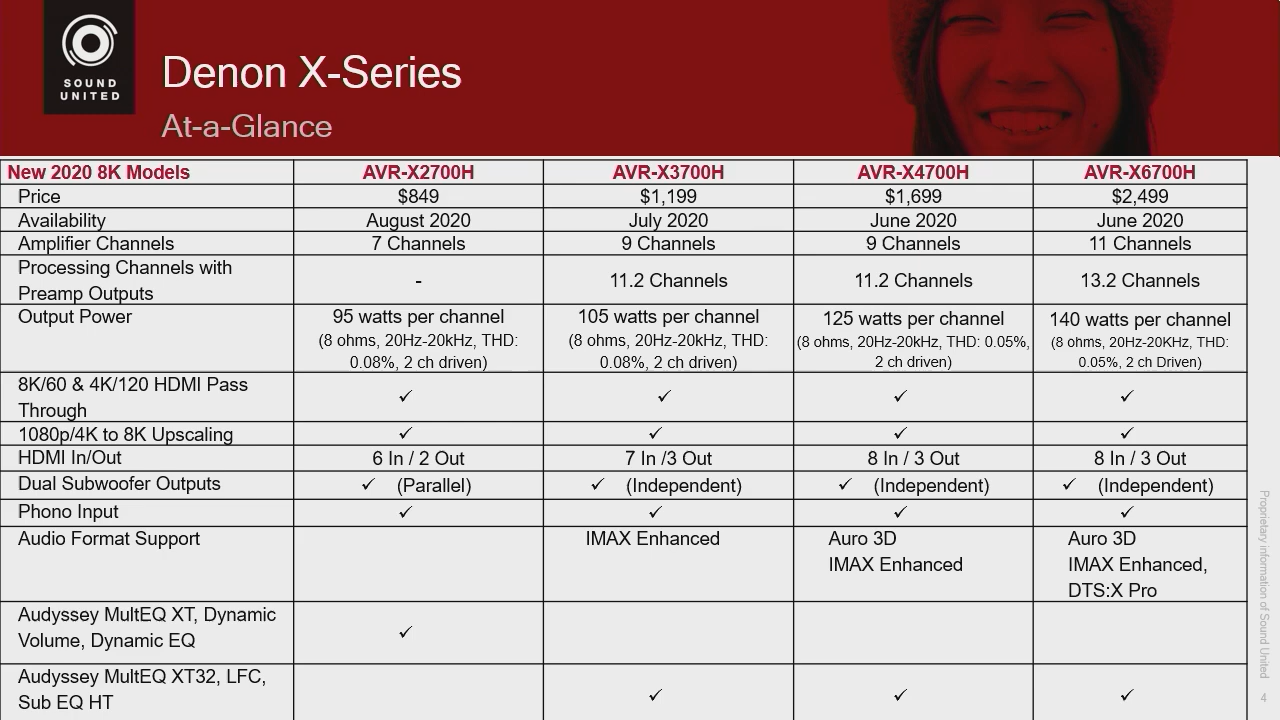 SOUND
UNITED
Denon X-Series
At-a-Glance
New 2020 8K Models AVR-X2700H AVR-X3700H AVR-X4700H AVR-X6700H
Price $849 $1,199 $1,699 $2,499
Availability August 2020 July 2020 June 2020 June 2020
Amplifier Channels 7 Channels 9 Channels 9 Channels 11 Channels
Processing Channels with
Preamp Outputs - 11.2 Channels 11.2 Channels 13.2 Channels
Output Power 95 watts per channel 105 watts per channel 125 watts per channel 140 watts per channel
(8 ohms, 20Hz-20kHz, THD: (8 ohms, 20Hz-20kHz, THD: (8 ohms, 20Hz-20kHz, THD: 0.05%, (8 ohms, 20Hz-20KHz, THD:
0.08%, 2 ch driven) 0.08%, 2 ch driven) 2 ch driven) 0.05%, 2 ch Driven)
8K/60 & 4K/120 HDMI Pass
Through ✓ ✓ ✓ ✓
1080p/4K to 8K Upscaling ✓ ✓ ✓ ✓
HDMI In/Out 6 In / 2 Out 7 In /3 Out 8 In / 3 Out 8 In / 3 Out
Dual Subwoofer Outputs ✓ (Parallel) ✓ (Independent) ✓ (Independent) ✓ (Independent)
Phono Input ✓ ✓ ✓ ✓
Audio Format Support IMAX Enhanced Auro 3D Auro 3D
IMAX Enhanced IMAX Enhanced,
DTS:X Pro
Audyssey MultEQ XT, Dynamic
Volume, Dynamic EQ ✓
Audyssey MultEQ XT32, LFC,
Sub EQ HT ✓ ✓ ✓
Proprietary information of Sound United
4